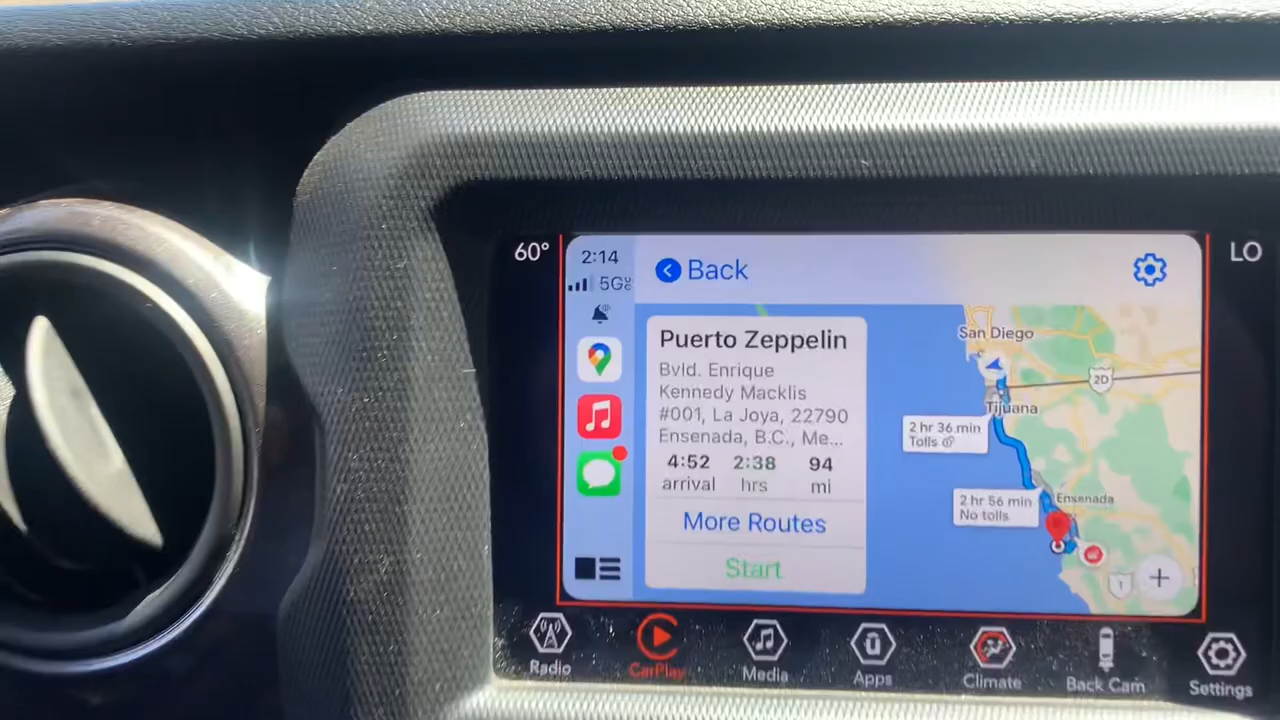 60°
LO
2:14
5G
Back
Puerto Zeppelin
Bvld. Enrique
Kennedy Macklis
#001, La Joya, 22790
Ensenada, B.C., Me...
4:52 2:38 94
arrival hrs mi
More Routes
Start
San Diego
2D
Tijuana
2 hr 36 min
Tolls
2 hr 56 min
No tolls
Ensenada
1
+
Radio
CarPlay
Media
Apps
Climate
Back Cam
Settings